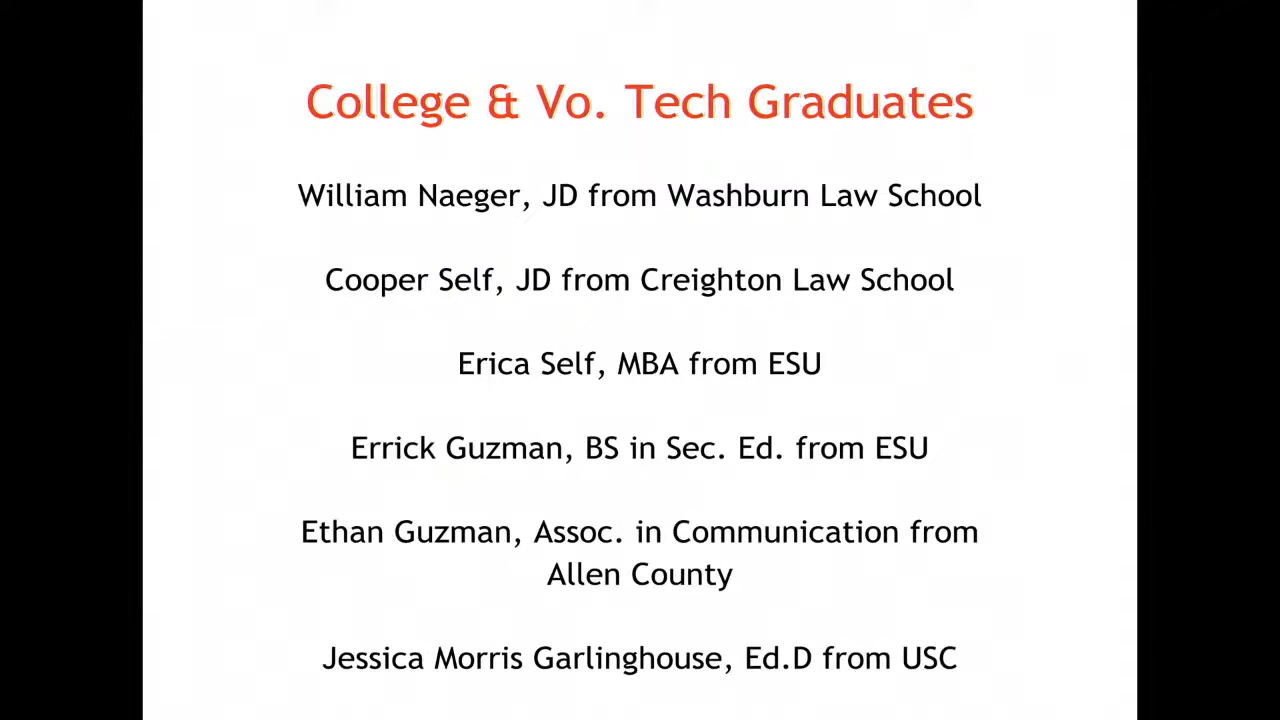 College & Vo. Tech Graduates
William Naeger, JD from Washburn Law School
Cooper Self, JD from Creighton Law School
Erica Self, MBA from ESU
Errick Guzman, BS in Sec. Ed. from ESU
Ethan Guzman, Assoc. in Communication from
Allen County
Jessica Morris Garlinghouse, Ed.D from USC